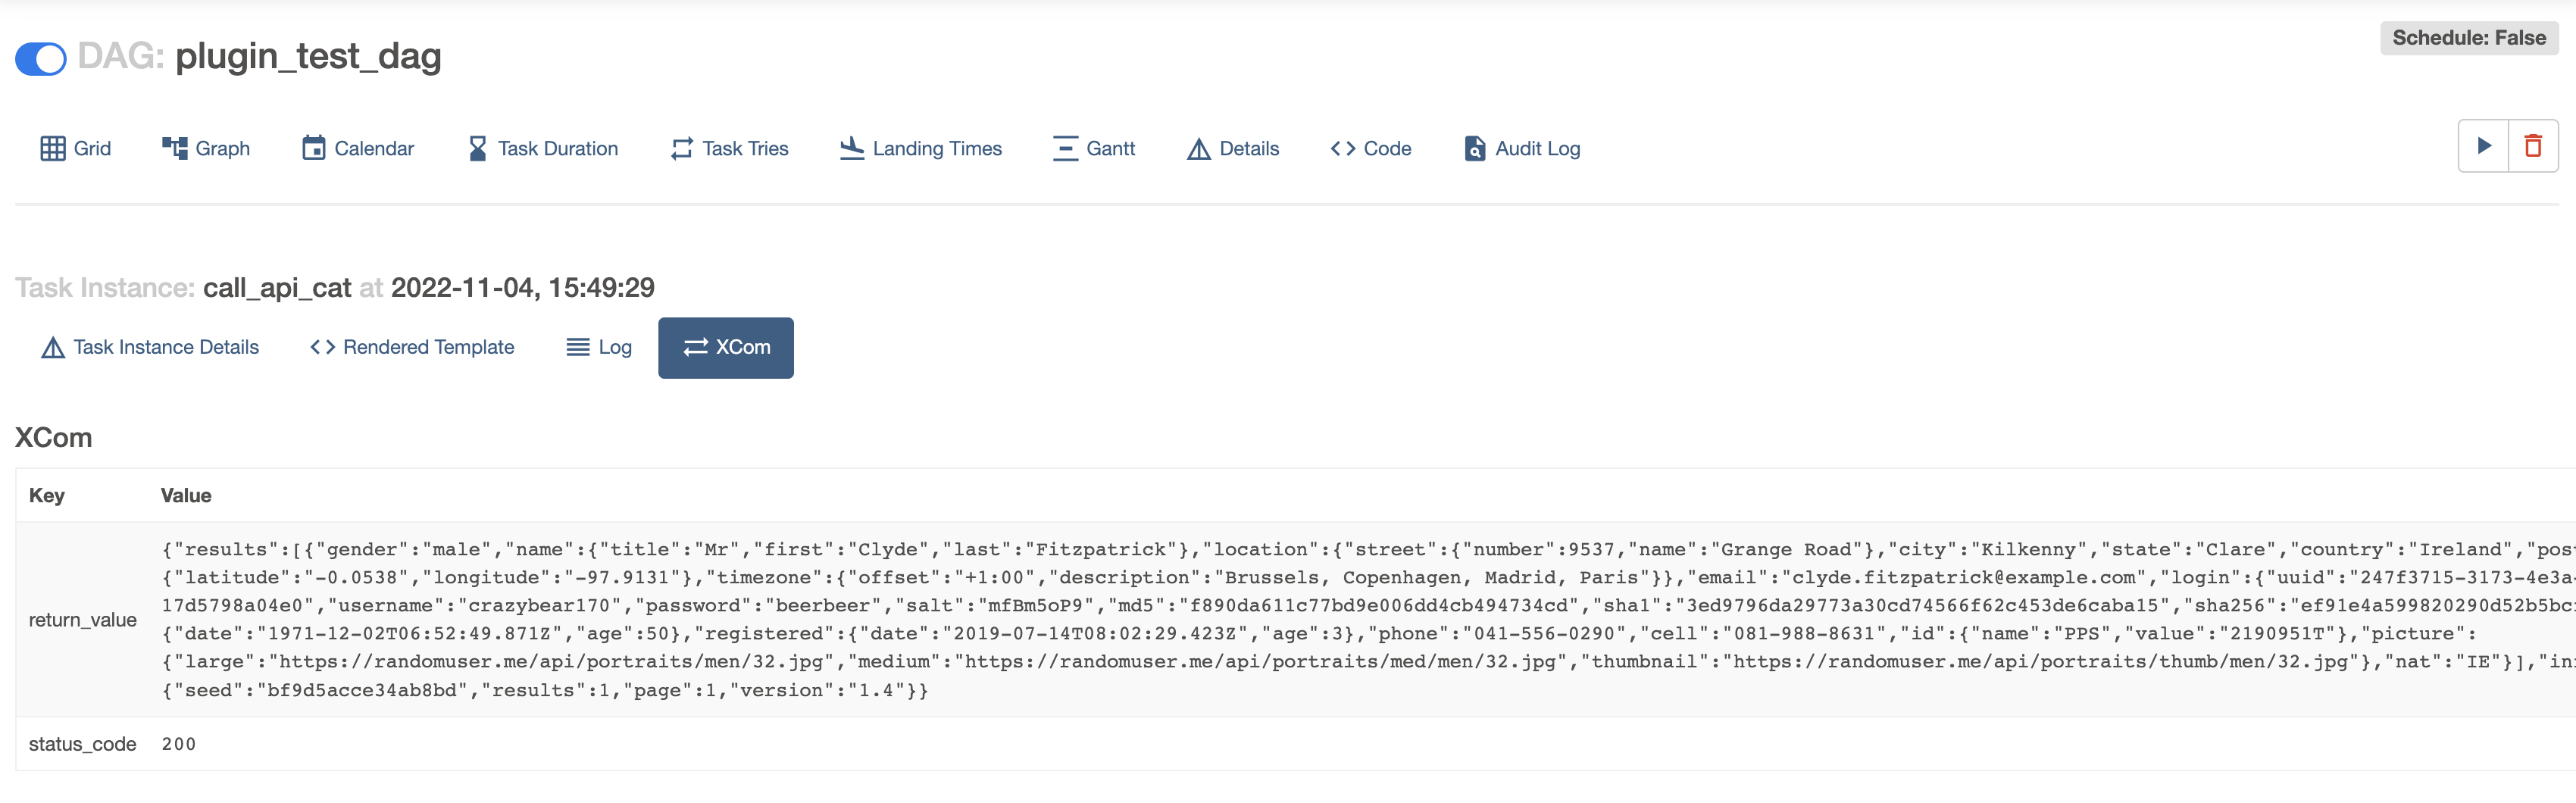 DAG: plugin_test_dag
Schedule: False
Grid Graph Calendar Task Duration Task Tries Landing Times Gantt Details Code Audit Log
Task Instance: call_api_cat at 2022-11-04, 15:49:29
Task Instance Details Rendered Template Log XCom
XCom
Key Value
return_value
{"results":[{"gender":"male","name":{"title":"Mr","first":"Clyde","last":"Fitzpatrick"},"location":{"street":{"number":9537,"name":"Grange Road"},"city":"Kilkenny","state":"Clare","country":"Ireland","pos
{"latitude":"-0.0538","longitude":"-97.9131"},"timezone":{"offset":"+1:00","description":"Brussels, Copenhagen, Madrid, Paris"}},"email":"clyde.fitzpatrick@example.com","login":{"uuid":"247f3715-3173-4e3a-
17d5798a04e0","username":"crazybear170","password":"beerbeer","salt":"mfBm5oP9","md5":"f890da611c77bd9e006dd4cb494734cd","sha1":"3ed9796da29773a30cd74566f62c453de6caba15","sha256":"ef91e4a599820290d52b5bc
{"date":"1971-12-02T06:52:49.871Z","age":50},"registered":{"date":"2019-07-14T08:02:29.423Z","age":3},"phone":"041-556-0290","cell":"081-988-8631","id":{"name":"PPS","value":"2190951T"},"picture":
{"large":"https://randomuser.me/api/portraits/men/32.jpg","medium":"https://randomuser.me/api/portraits/med/men/32.jpg","thumbnail":"https://randomuser.me/api/portraits/thumb/men/32.jpg"},"nat":"IE"}],"in
{"seed":"bf9d5acce34ab8bd","results":1,"page":1,"version":"1.4"}}
status_code 200